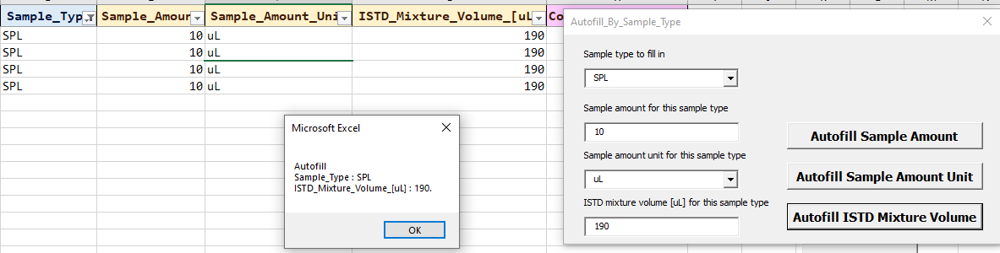 Sample_Typ Sample_Amoun Sample_Amount_Uni ISTD_Mixture_Volume_[uL Co
SPL 10 uL 190
SPL 10 uL 190
SPL 10 uL 190
SPL 10 uL 190
Microsoft Excel
Autofill
Sample_Type : SPL
ISTD_Mixture_Volume_[uL] : 190.
OK
Autofill_By_Sample_Type
Sample type to fill in
SPL
Sample amount for this sample type
10
Autofill Sample Amount
Sample amount unit for this sample type
uL
Autofill Sample Amount Unit
ISTD mixture volume [uL] for this sample type
190
Autofill ISTD Mixture Volume